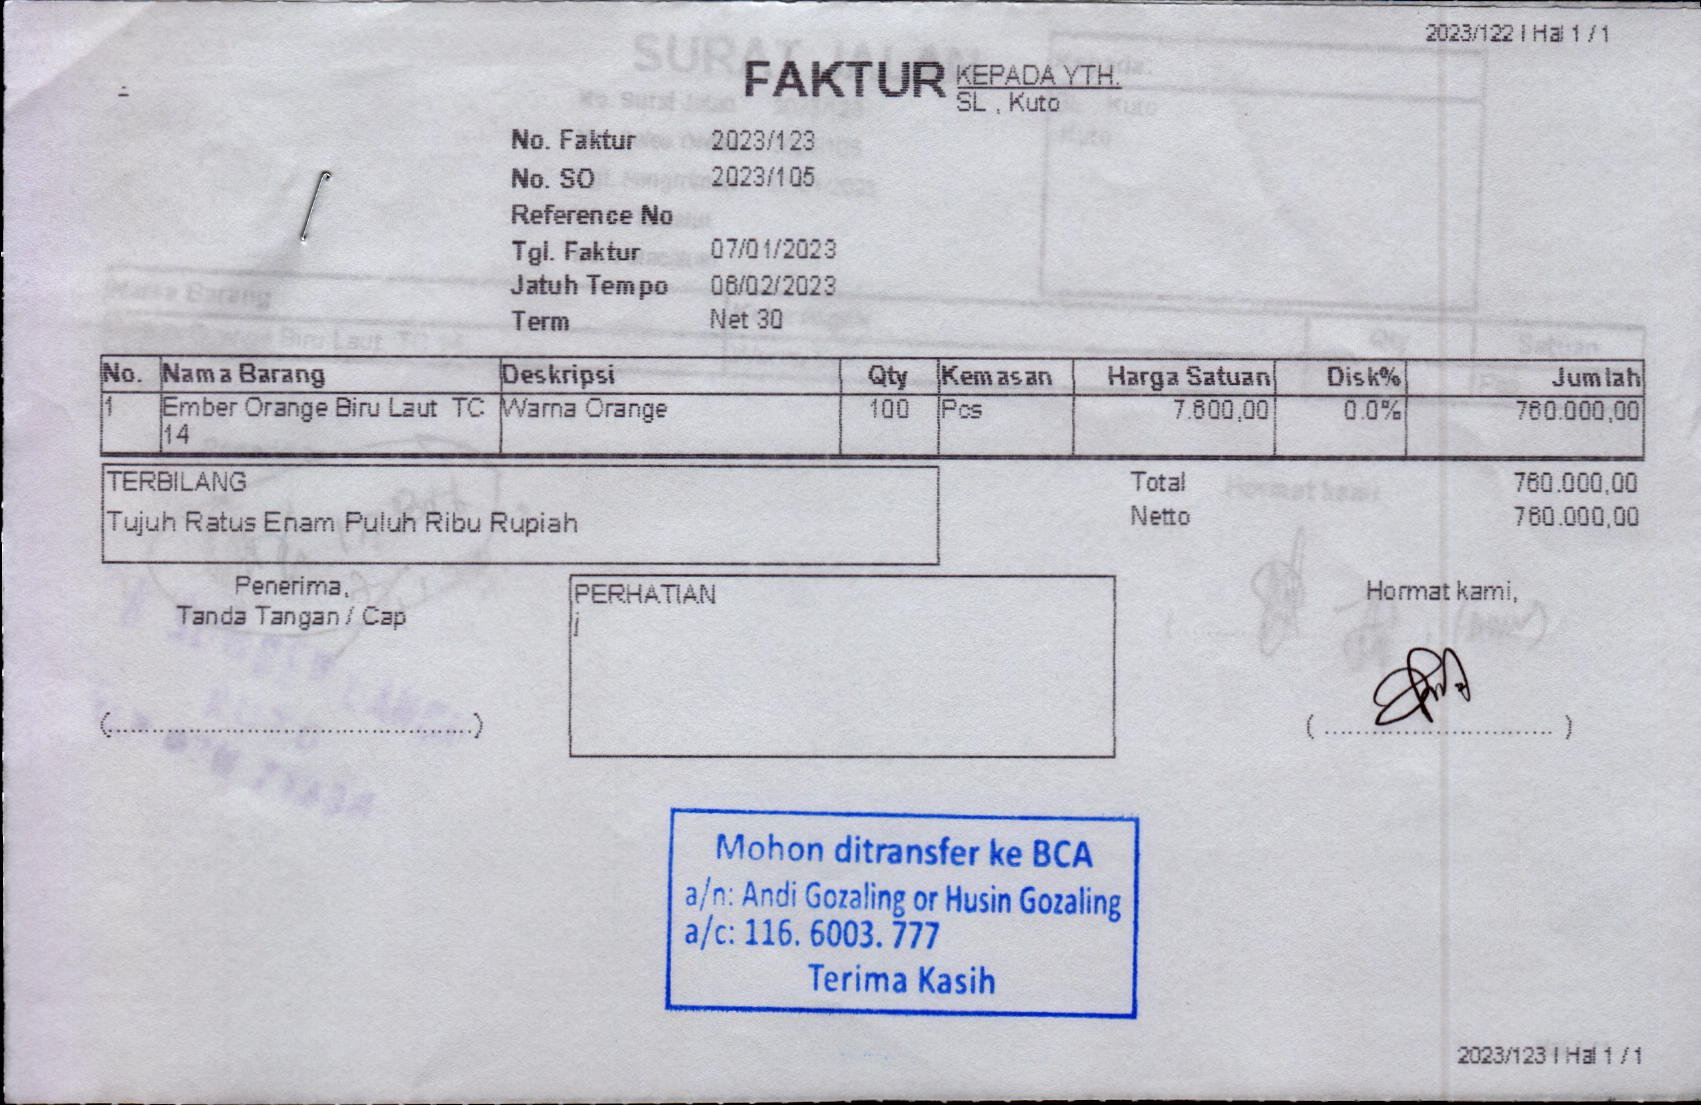 2023/122 | Hal 1 / 1
FAKTUR
KEPADA YTH.
SL , Kuto
No. Faktur 2023/123
No. SO 2023/105
Reference No
Tgl. Faktur 07/01/2023
Jatuh Tempo 06/02/2023
Term Net 30
No. Nama Barang Deskripsi Qty Kemasan Harga Satuan Disk% Jumlah
1 Ember Orange Biru Laut TC Warna Orange 100 Pcs 7.600,00 0.0% 760.000,00
14
TERBILANG
Tujuh Ratus Enam Puluh Ribu Rupiah
Total 760.000,00
Netto 760.000,00
Penerima,
Tanda Tangan / Cap
(................................................)
PERHATIAN
j
Hormat kami,
( ............................. )
Mohon ditransfer ke BCA
a/n: Andi Gozaling or Husin Gozaling
a/c: 116. 6003. 777
Terima Kasih
2023/123 | Hal 1 / 1